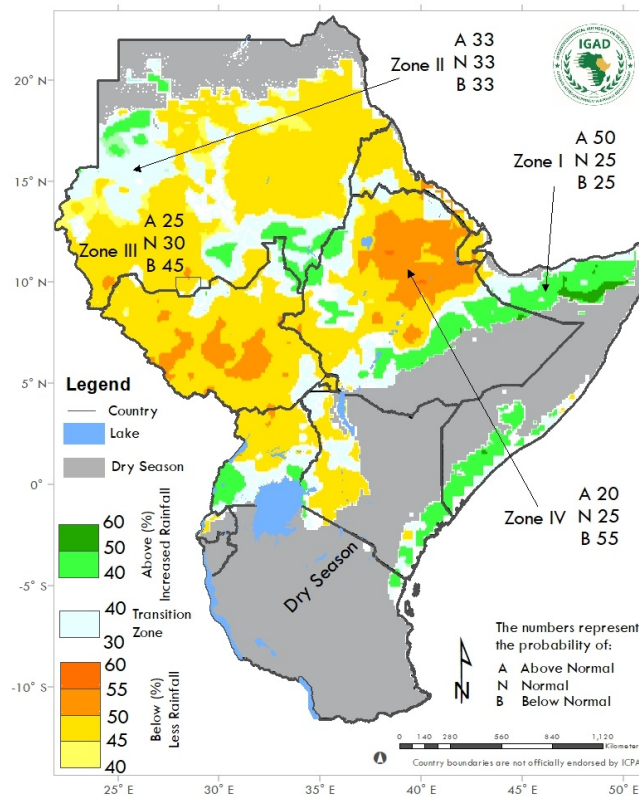 IGAD
A 33
N 33
B 33
Zone II
A 50
N 25
B 25
Zone I
A 25
N 30
B 45
Zone III
A 20
N 25
B 55
Zone IV
Dry Season
20° N
15° N
10° N
5° N
0°
-5° S
-10° S
25° E
30° E
35° E
40° E
45° E
50° E
Legend
Country
Lake
Dry Season
60
50
40
Above (%)
Increased Rainfall
40
30
Transition
Zone
60
55
50
45
40
Below (%)
Less Rainfall
The numbers represent
the probability of:
A Above Normal
N Normal
B Below Normal
N
0 140 280 560 840 1,120
Kilometer
Country boundaries are not officially endorsed by ICPA